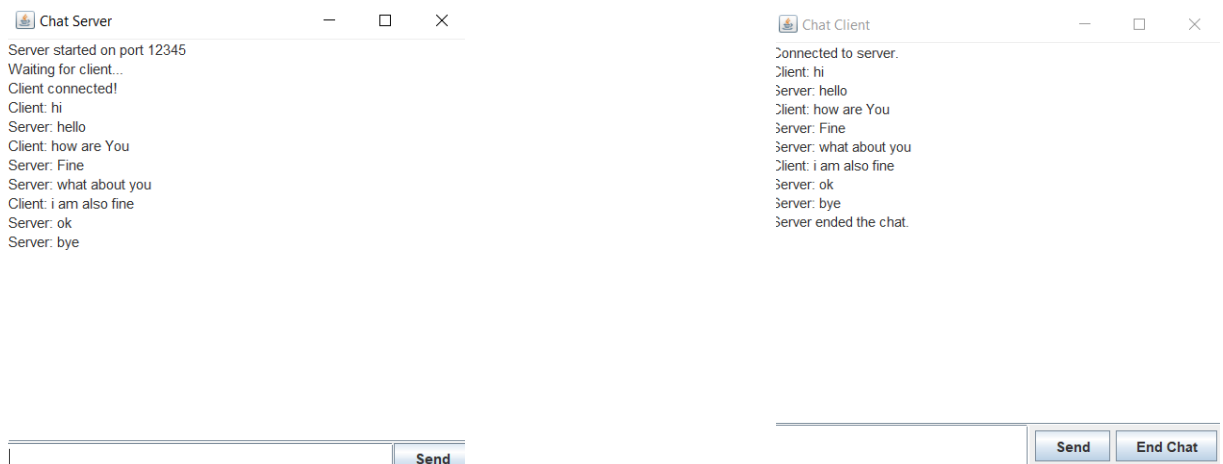 Chat Server
Server started on port 12345
Waiting for client...
Client connected!
Client: hi
Server: hello
Client: how are You
Server: Fine
Server: what about you
Client: i am also fine
Server: ok
Server: bye
Send
Chat Client
Connected to server.
Client: hi
Server: hello
Client: how are You
Server: Fine
Server: what about you
Client: i am also fine
Server: ok
Server: bye
Server ended the chat.
Send End Chat